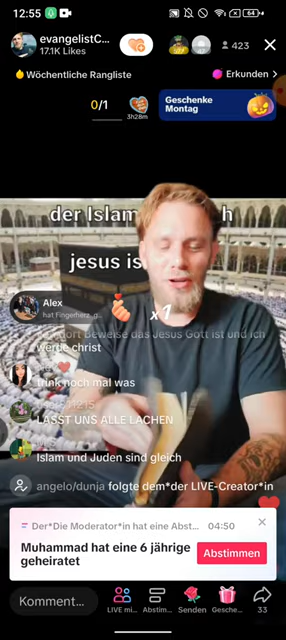 12:55
64
evangelistC...
17.1K Likes
423
Wöchentliche Rangliste
Erkunden >
0/1
3h28m
Geschenke
Montag
der Islam h
jesus is
Alex
hat Fingerherz_g...
x1
Beweise das Jesus Gott ist und ich
werde christ
trink noch mal was
LASST UNS ALLE LACHEN
Islam und Juden sind gleich
angelo/dunja folgte dem*der LIVE-Creator*in
Der*Die Moderator*in hat eine Abst... 04:50
Muhammad hat eine 6 jährige
geheiratet
Abstimmen
Komment...
LIVE mi...
Abstim...
Senden
Gesche...
33